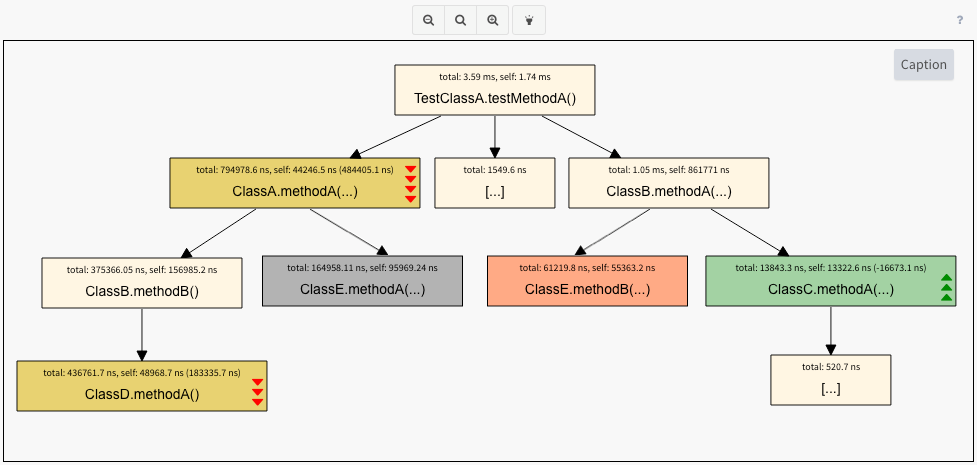 ?
Caption
total: 3.59 ms, self: 1.74 ms
TestClassA.testMethodA()
total: 794978.6 ns, self: 44246.5 ns (484405.1 ns)
ClassA.methodA(...)
total: 1549.6 ns
[...]
total: 1.05 ms, self: 861771 ns
ClassB.methodA(...)
total: 375366.05 ns, self: 156985.2 ns
ClassB.methodB()
total: 164958.11 ns, self: 95969.24 ns
ClassE.methodA(...)
total: 61219.8 ns, self: 55363.2 ns
ClassE.methodB(...)
total: 13843.3 ns, self: 13322.6 ns (-16673.1 ns)
ClassC.methodA(...)
total: 436761.7 ns, self: 48968.7 ns (183335.7 ns)
ClassD.methodA()
total: 520.7 ns
[...]